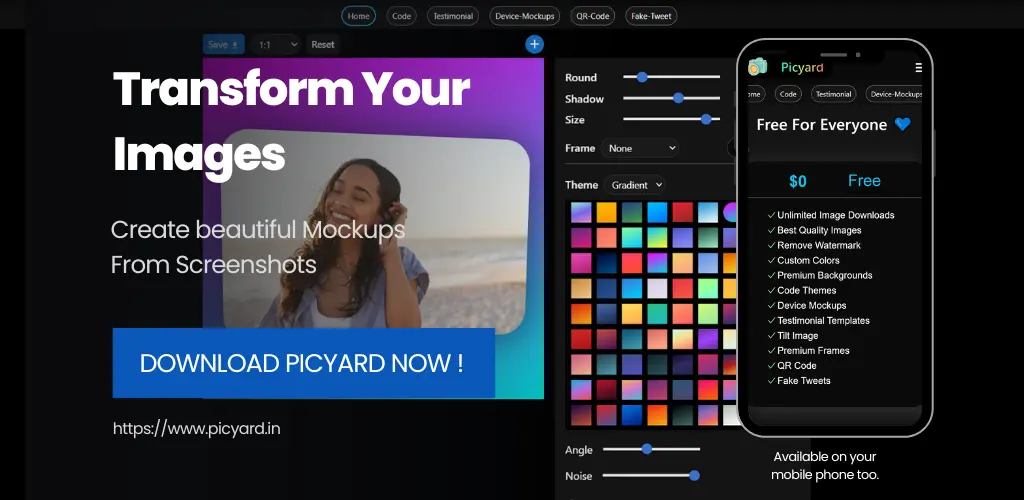 Home Code Testimonial Device-Mockups QR-Code Fake-Tweet
Save 1:1 Reset
Transform Your
Images
Create beautiful Mockups
From Screenshots
DOWNLOAD PICYARD NOW !
https://www.picyard.in
Round
Shadow
Size
Frame None
Theme Gradient
Angle
Noise
Picyard
ome Code Testimonial Device-Mockups
Free For Everyone
$0 Free
Unlimited Image Downloads
Best Quality Images
Remove Watermark
Custom Colors
Premium Backgrounds
Code Themes
Device Mockups
Testimonial Templates
Tilt Image
Premium Frames
QR Code
Fake Tweets
Available on your
mobile phone too.